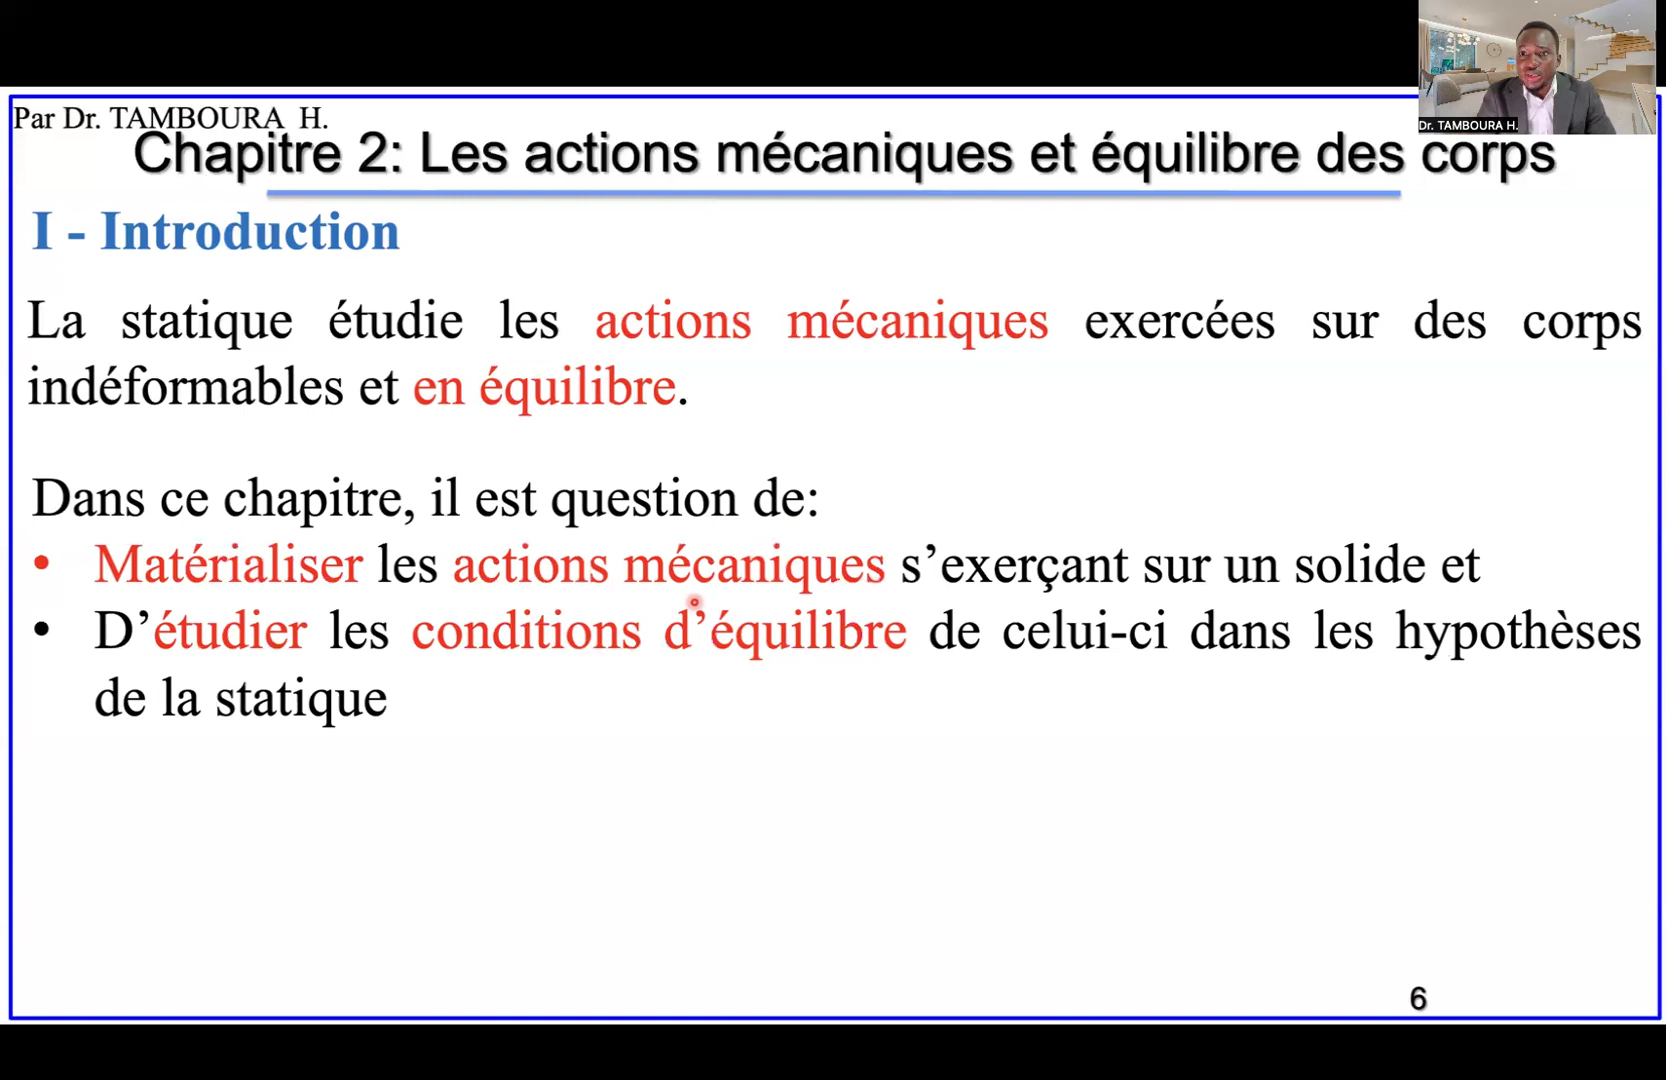 Par Dr. TAMBOURA H.
Dr. TAMBOURA H.
Chapitre 2: Les actions mécaniques et équilibre des corps
I - Introduction
La statique étudie les actions mécaniques exercées sur des corps
indéformables et en équilibre.
Dans ce chapitre, il est question de:
• Matérialiser les actions mécaniques s’exerçant sur un solide et
• D’étudier les conditions d’équilibre de celui-ci dans les hypothèses
de la statique
6